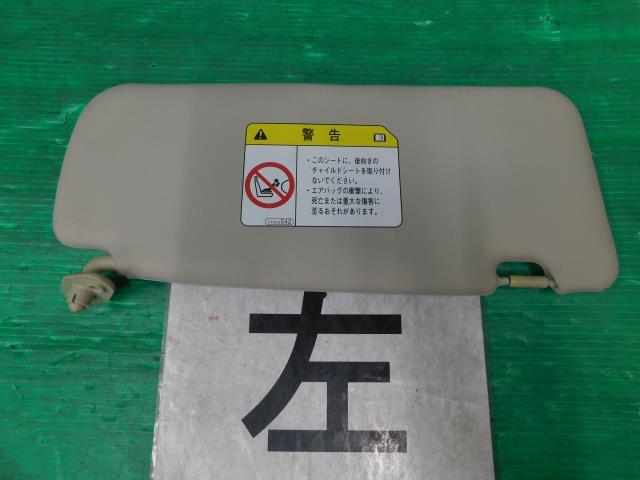 警告
・このシートに、後向きの
チャイルドシートを取り付け
ないでください。
・エアバッグの衝撃により、
死亡または重大な傷害に
至るおそれがあります。
左